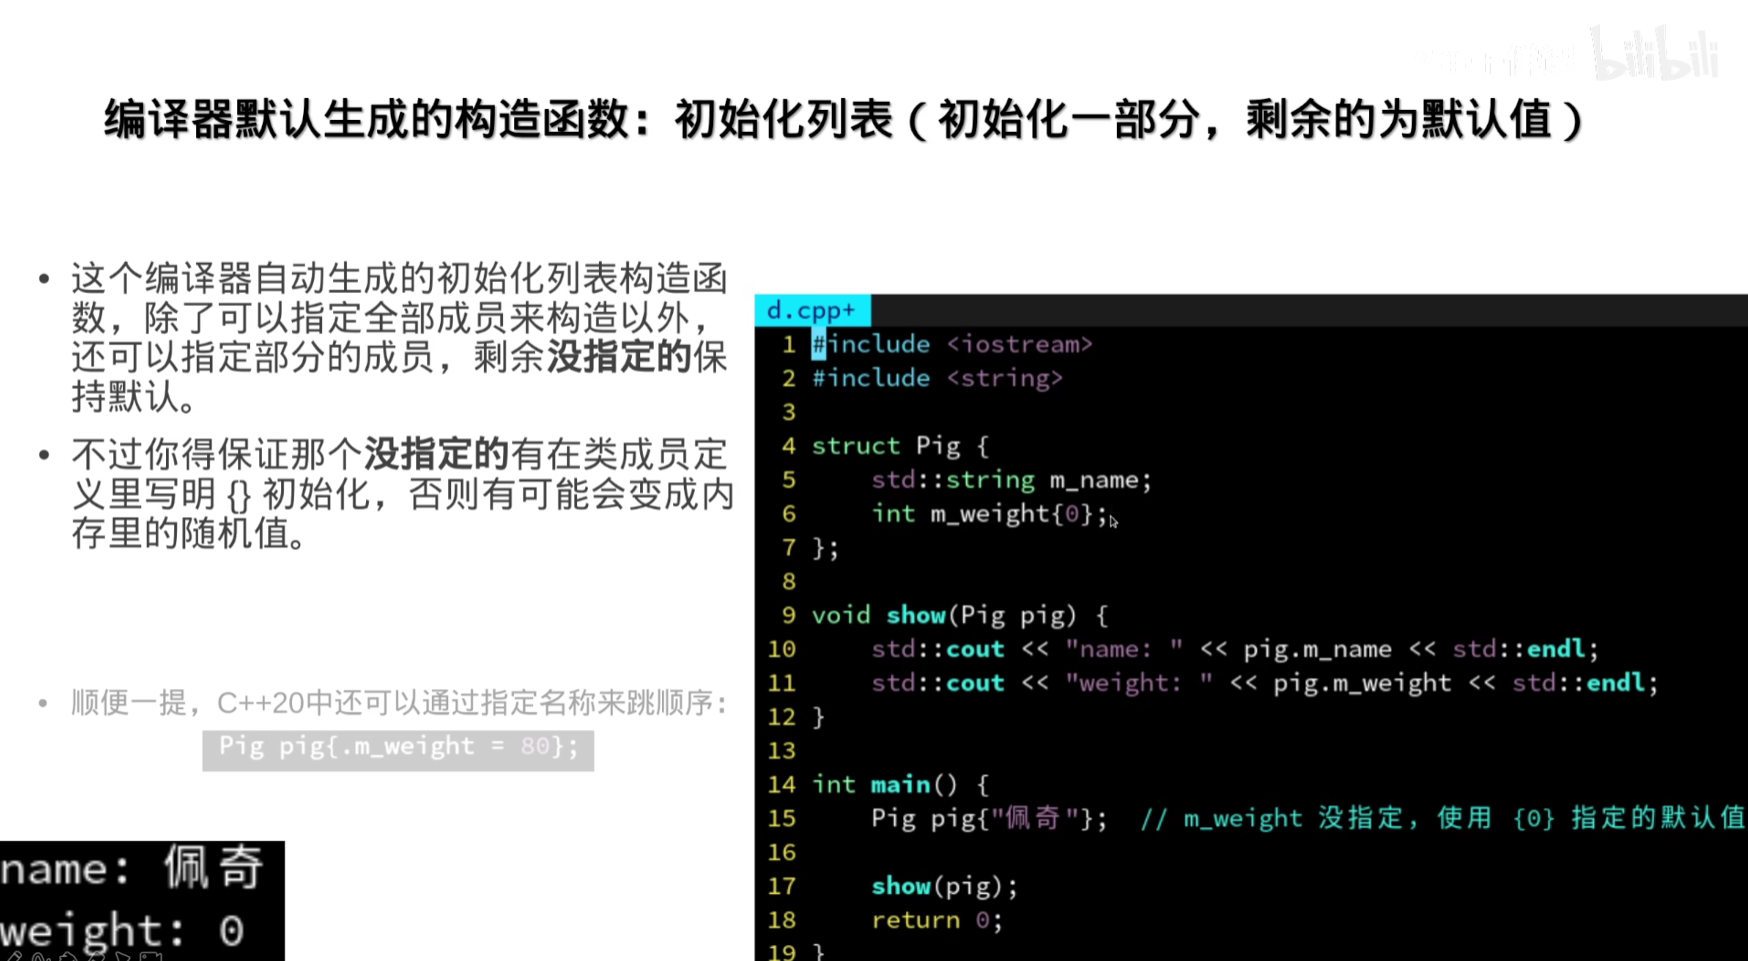 bilibili
编译器默认生成的构造函数：初始化列表（初始化一部分，剩余的为默认值）
• 这个编译器自动生成的初始化列表构造函
数，除了可以指定全部成员来构造以外，
还可以指定部分的成员，剩余没指定的保
持默认。
• 不过你得保证那个没指定的有在类成员定
义里写明 {} 初始化，否则有可能会变成内
存里的随机值。
• 顺便一提，C++20中还可以通过指定名称来跳顺序：
Pig pig{.m_weight = 80};
name: 佩奇
weight: 0
d.cpp+
1 #include <iostream>
2 #include <string>
3
4 struct Pig {
5     std::string m_name;
6     int m_weight{0};
7 };
8
9 void show(Pig pig) {
10     std::cout << "name: " << pig.m_name << std::endl;
11     std::cout << "weight: " << pig.m_weight << std::endl;
12 }
13
14 int main() {
15     Pig pig{"佩奇"};  // m_weight 没指定，使用 {0} 指定的默认值
16
17     show(pig);
18     return 0;
19 }